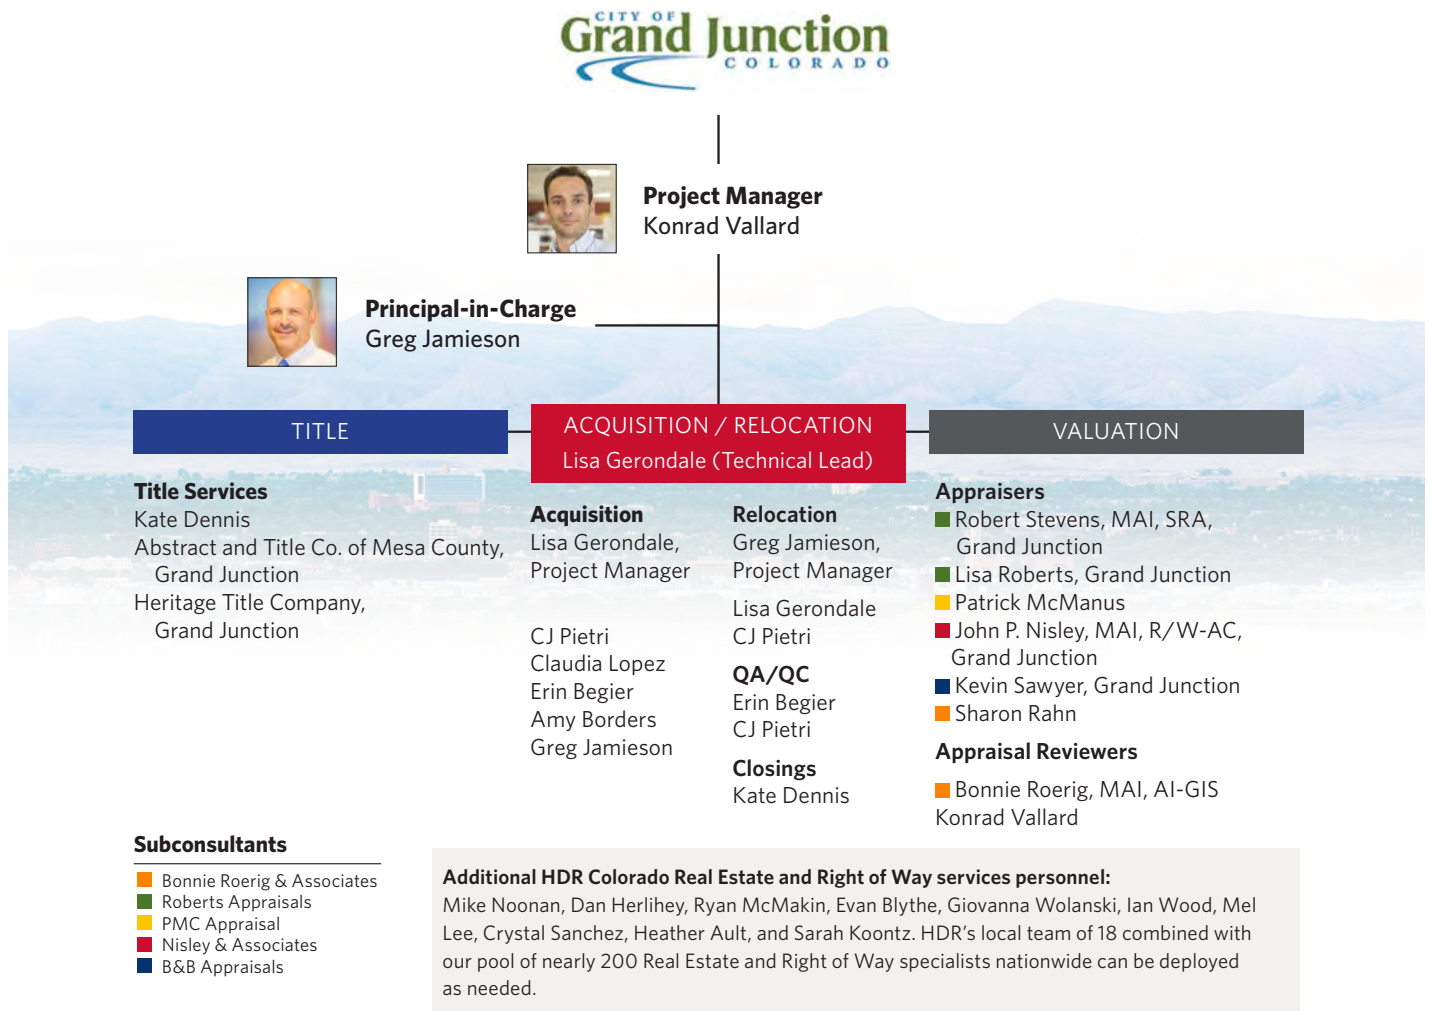 CITY OF
Grand Junction
COLORADO
Project Manager
Konrad Vallard
Principal-in-Charge
Greg Jamieson
TITLE
Title Services
Kate Dennis
Abstract and Title Co. of Mesa County,
Grand Junction
Heritage Title Company,
Grand Junction
ACQUISITION / RELOCATION
Lisa Gerondale (Technical Lead)
Acquisition
Lisa Gerondale,
Project Manager
CJ Pietri
Claudia Lopez
Erin Begier
Amy Borders
Greg Jamieson
Relocation
Greg Jamieson,
Project Manager
Lisa Gerondale
CJ Pietri
QA/QC
Erin Begier
CJ Pietri
Closings
Kate Dennis
VALUATION
Appraisers
Robert Stevens, MAI, SRA,
Grand Junction
Lisa Roberts, Grand Junction
Patrick McManus
John P. Nisley, MAI, R/W-AC,
Grand Junction
Kevin Sawyer, Grand Junction
Sharon Rahn
Appraisal Reviewers
Bonnie Roerig, MAI, AI-GIS
Konrad Vallard
Subconsultants
Bonnie Roerig & Associates
Roberts Appraisals
PMC Appraisal
Nisley & Associates
B&B Appraisals
Additional HDR Colorado Real Estate and Right of Way services personnel:
Mike Noonan, Dan Herlihey, Ryan McMakin, Evan Blythe, Giovanna Wolanski, Ian Wood, Mel
Lee, Crystal Sanchez, Heather Ault, and Sarah Koontz. HDR's local team of 18 combined with
our pool of nearly 200 Real Estate and Right of Way specialists nationwide can be deployed
as needed.